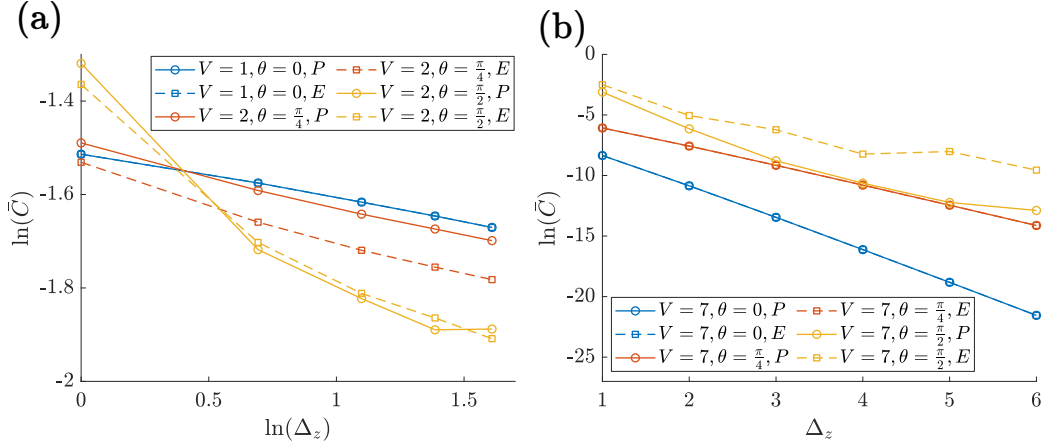 (a)
V = 1, θ = 0, P
V = 1, θ = 0, E
V = 2, θ = π/4, P
V = 2, θ = π/4, E
V = 2, θ = π/2, P
V = 2, θ = π/2, E
-1.4
-1.6
-1.8
-2
ln(C̄)
0
0.5
1
1.5
ln(Δz)
(b)
0
-5
-10
-15
-20
-25
ln(C̄)
V = 7, θ = 0, P
V = 7, θ = 0, E
V = 7, θ = π/4, P
V = 7, θ = π/4, E
V = 7, θ = π/2, P
V = 7, θ = π/2, E
1
2
3
4
5
6
Δz